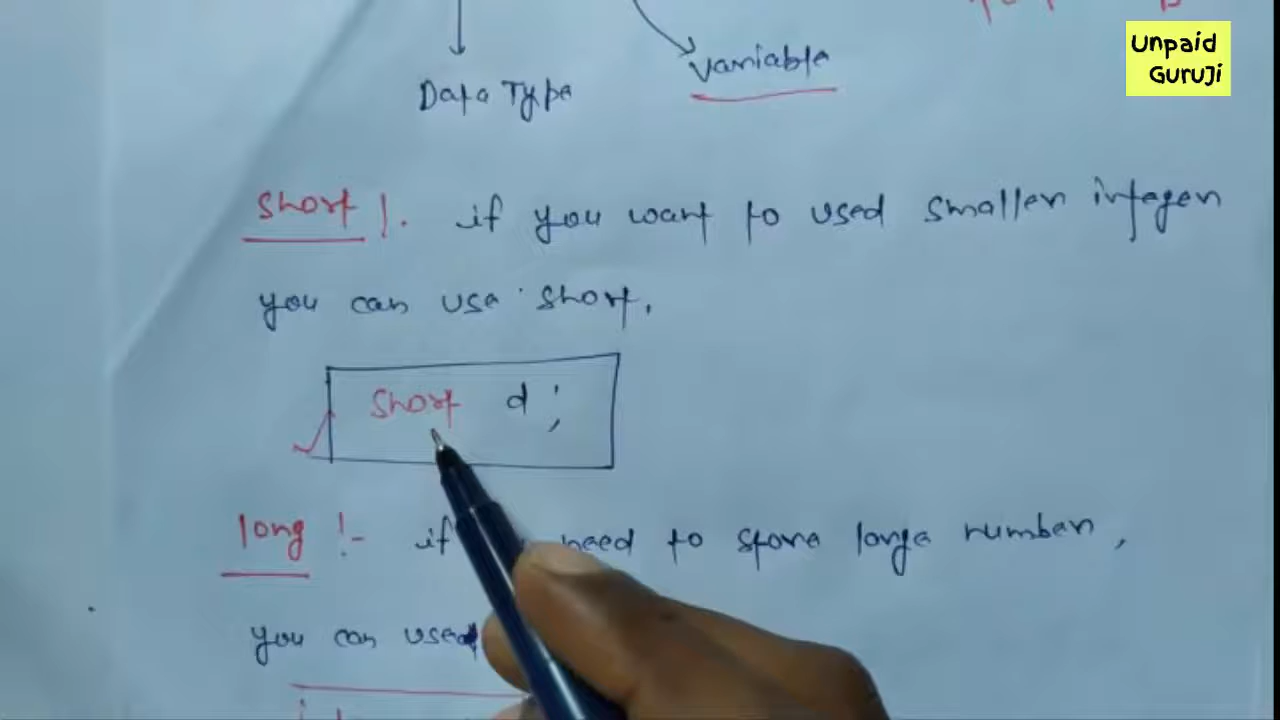 Unpaid
GuruJi
Data Type
Variable
Short !. if you want to used smaller integer
you can use short.
Short d ;
long !- if need to store large number,
you can used